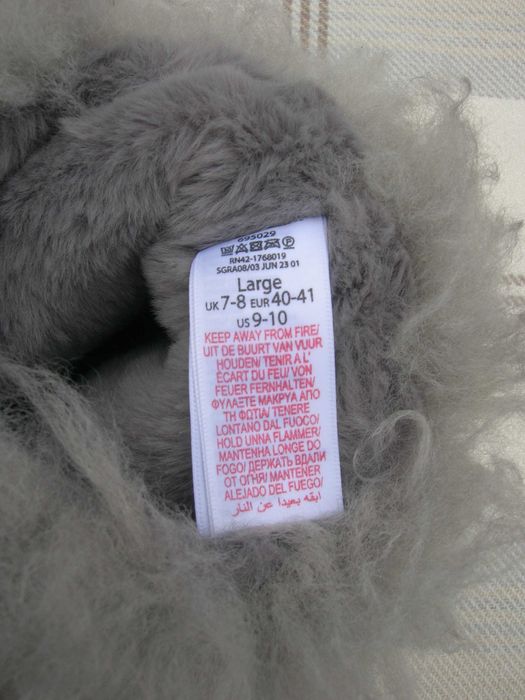 695029
RN42-1768019
SGRA08/03 JUN 23 01
Large
UK 7-8 EUR 40-41
US 9-10
KEEP AWAY FROM FIRE/
UIT DE BUURT VAN VUUR
HOUDEN/ TENIR A L'
ÉCART DU FEU/ VON
FEUER FERNHALTEN/
ΦΥΛΑΞΤΕ ΜΑΚΡΥΑ ΑΠΟ
ΤΗ ΦΩΤΙΑ/ TENERE
LONTANO DAL FUOCO/
HOLD UNNA FLAMMER/
MANTENHA LONGE DO
FOGO/ ДЕРЖАТЬ ВДАЛИ
ОТ ОГНЯ/ MANTENER
ALEJADO DEL FUEGO/
ابقه بعيدا عن النار